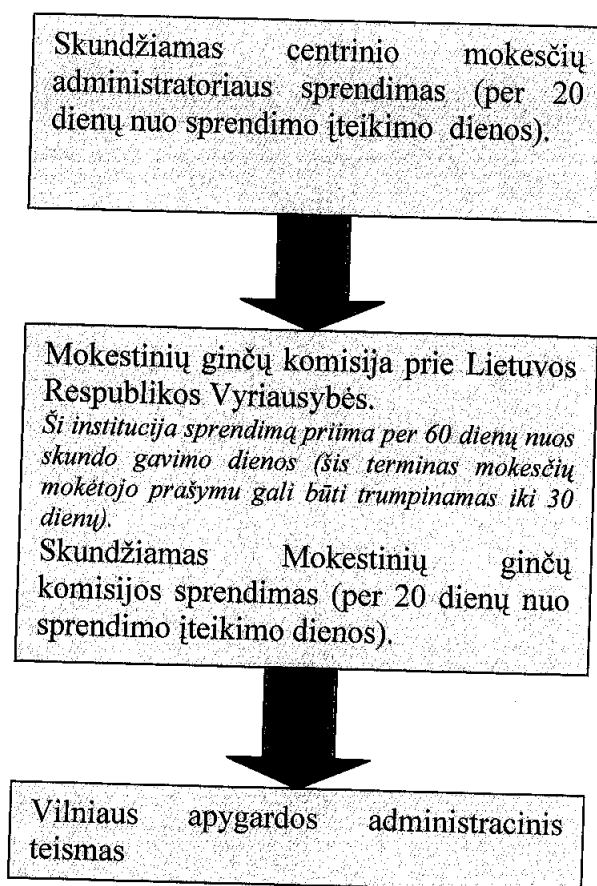 Skundžiamas centrinio mokesčių
administratoriaus sprendimas (per 20
dienų nuo sprendimo įteikimo dienos).
Mokestinių ginčų komisija prie Lietuvos
Respublikos Vyriausybės.
Ši institucija sprendimą priima per 60 dienų nuos
skundo gavimo dienos (šis terminas mokesčių
mokėtojo prašymu gali būti trumpinamas iki 30
dienų).
Skundžiamas Mokestinių ginčų
komisijos sprendimas (per 20 dienų nuo
sprendimo įteikimo dienos).
Vilniaus apygardos administracinis
teismas